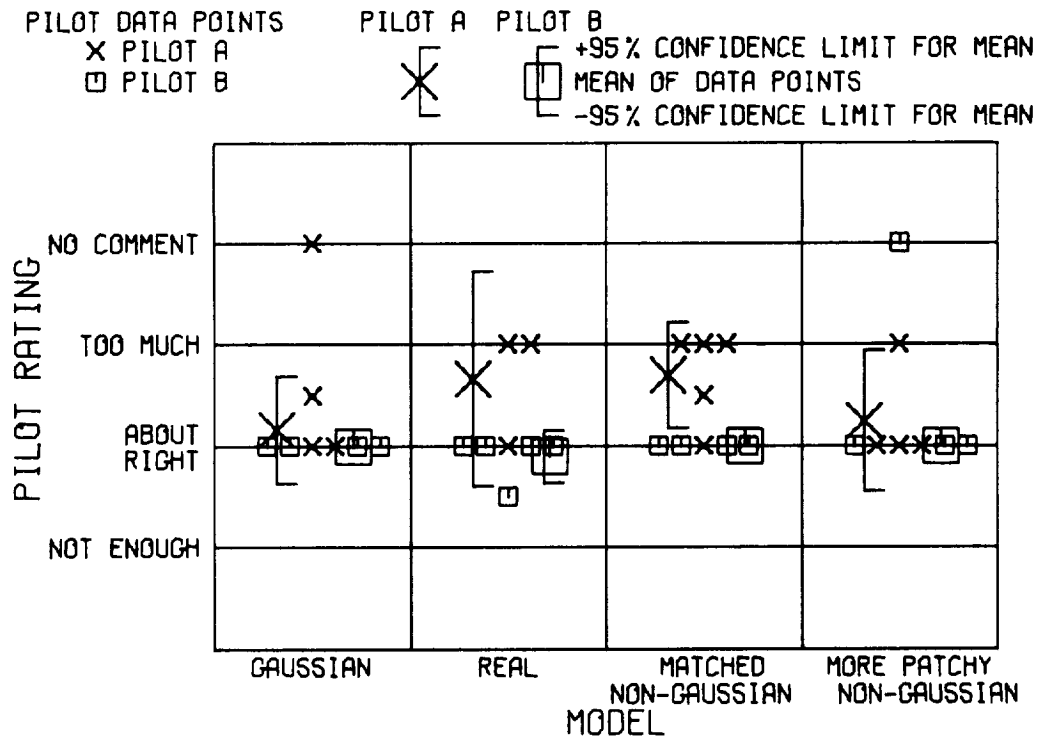 PILOT DATA POINTS
PILOT A
PILOT B
PILOT A PILOT B
+95% CONFIDENCE LIMIT FOR MEAN
MEAN OF DATA POINTS
-95% CONFIDENCE LIMIT FOR MEAN
PILOT RATING
NO COMMENT
TOO MUCH
ABOUT
RIGHT
NOT ENOUGH
GAUSSIAN
REAL
MATCHED
NON-GAUSSIAN
MORE PATCHY
NON-GAUSSIAN
MODEL